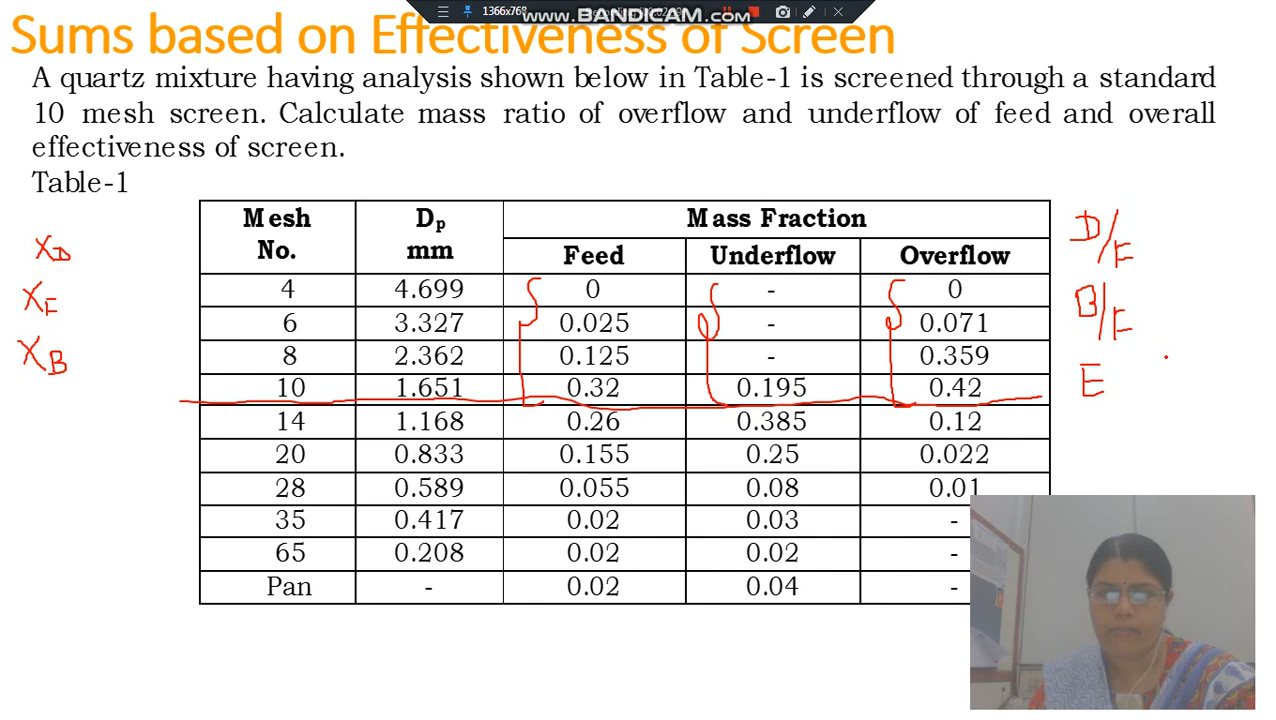 1366x768
www.BANDICAM.com
Sums based on Effectiveness of Screen
A quartz mixture having analysis shown below in Table-1 is screened through a standard
10 mesh screen. Calculate mass ratio of overflow and underflow of feed and overall
effectiveness of screen.
Table-1
Mesh No. Dp mm Mass Fraction
Feed Underflow Overflow
4 4.699 0 - 0
6 3.327 0.025 - 0.071
8 2.362 0.125 - 0.359
10 1.651 0.32 0.195 0.42
14 1.168 0.26 0.385 0.12
20 0.833 0.155 0.25 0.022
28 0.589 0.055 0.08 0.01
35 0.417 0.02 0.03 -
65 0.208 0.02 0.02 -
Pan - 0.02 0.04 -
XD
XF
XB
D/F
B/F
E